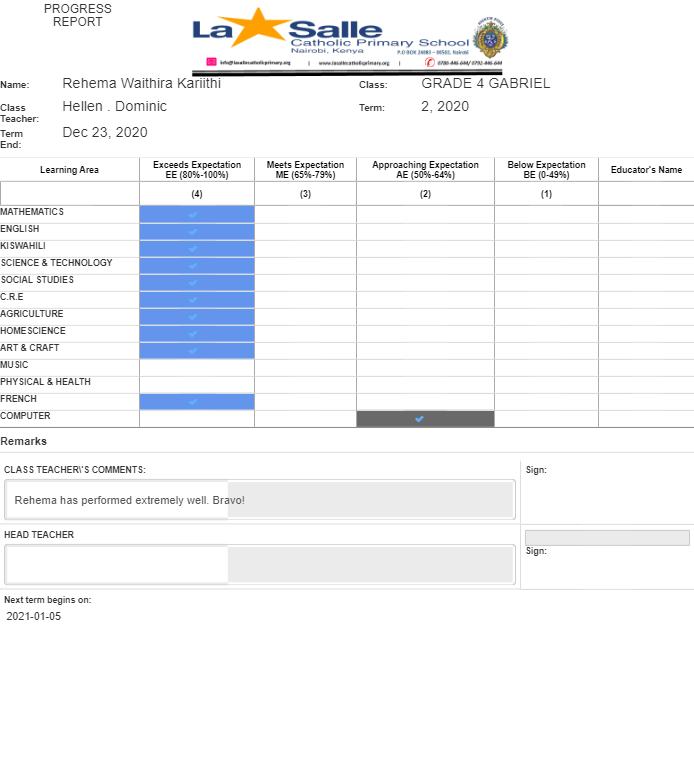 PROGRESS
REPORT
La Salle
Catholic Primary School
Nairobi, Kenya
P.O BOX 24083 - 00502, Nairobi
info@lasallecatholicprimary.org | www.lasallecatholicprimary.org | 0780-446-644/ 0792-446-644
Name: Rehema Waithira Kariithi Class: GRADE 4 GABRIEL
Class Teacher: Hellen . Dominic Term: 2, 2020
Term End: Dec 23, 2020
Learning Area Exceeds Expectation EE (80%-100%) Meets Expectation ME (65%-79%) Approaching Expectation AE (50%-64%) Below Expectation BE (0-49%) Educator's Name
(4) (3) (2) (1)
MATHEMATICS
ENGLISH
KISWAHILI
SCIENCE & TECHNOLOGY
SOCIAL STUDIES
C.R.E
AGRICULTURE
HOMESCIENCE
ART & CRAFT
MUSIC
PHYSICAL & HEALTH
FRENCH
COMPUTER
Remarks
CLASS TEACHER\'S COMMENTS: Sign:
Rehema has performed extremely well. Bravo!
HEAD TEACHER
Sign:
Next term begins on:
2021-01-05